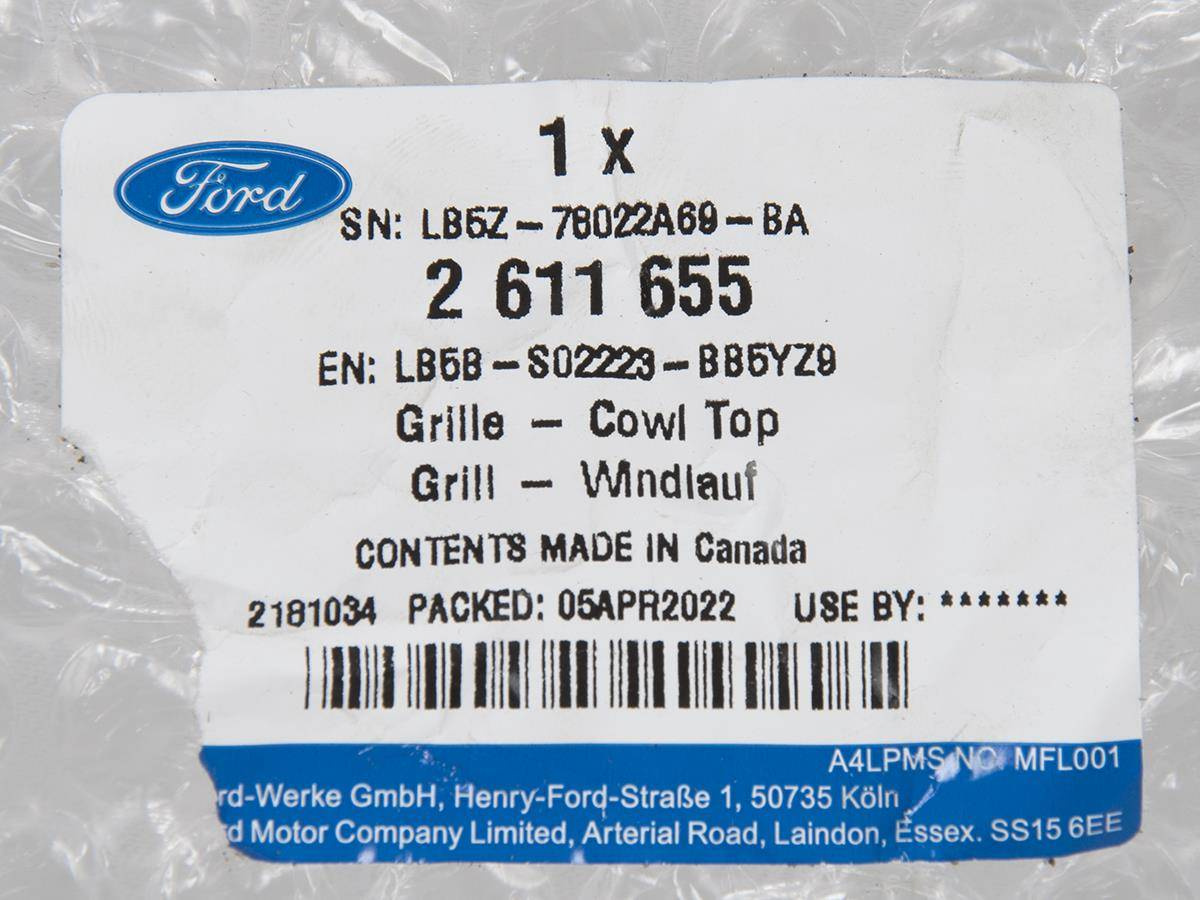 Ford
1 x
SN: LB5Z-78022A69-BA
2 611 655
EN: LB5B-S02223-BB5YZ9
Grille - Cowl Top
Grill - Windlauf
CONTENTS MADE IN Canada
2181034 PACKED: 05APR2022 USE BY: *******
A4LPMS NO MFL001
rd-Werke GmbH, Henry-Ford-Straße 1, 50735 Köln
rd Motor Company Limited, Arterial Road, Laindon, Essex. SS15 6EE